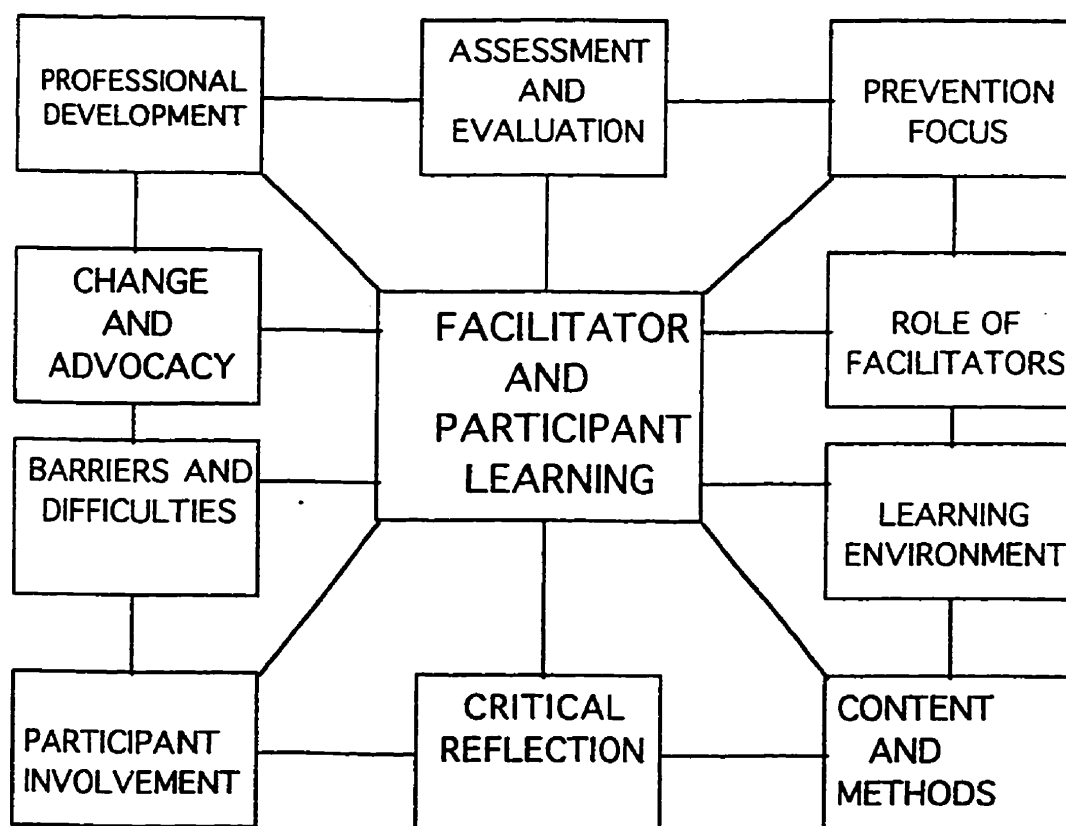 PROFESSIONAL
DEVELOPMENT
ASSESSMENT
AND
EVALUATION
PREVENTION
FOCUS
CHANGE
AND
ADVOCACY
FACILITATOR
AND
PARTICIPANT
LEARNING
ROLE OF
FACILITATORS
BARRIERS AND
DIFFICULTIES
LEARNING
ENVIRONMENT
PARTICIPANT
INVOLVEMENT
CRITICAL
REFLECTION
CONTENT
AND
METHODS